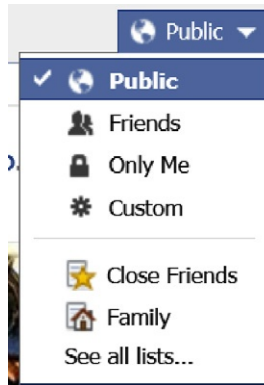 Public
Public
Friends
Only Me
Custom
Close Friends
Family
See all lists...